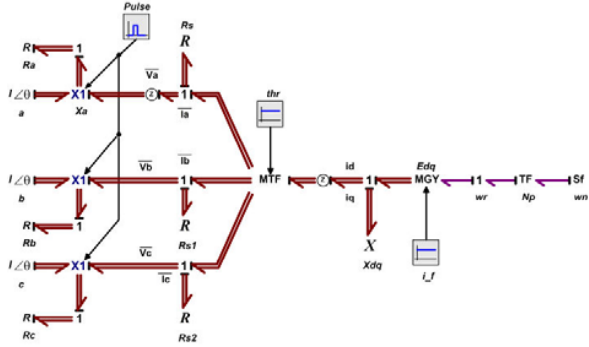 Pulse
Rs
R 1 R
Ra Va thr
I∠θ X1 z 1
a Xa Ia
Vb Ib id Edq
I∠θ X1 1 MTF z 1 MGY 1 TF Sf
b iq wr Np wn
R 1 R X
Rb Rs1 Xdq
Vc
I∠θ X1 1 i_f
c Ic
R 1 R
Rc Rs2